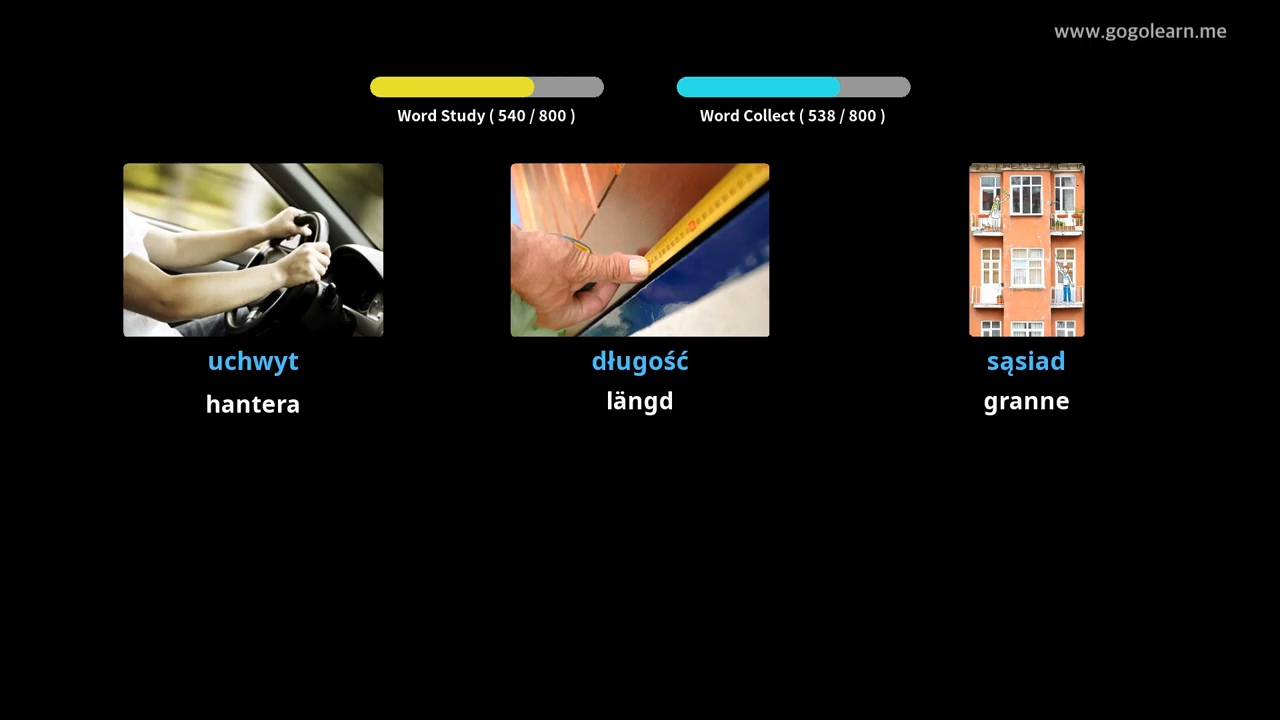 www.gogolearn.me
Word Study ( 540 / 800 )
Word Collect ( 538 / 800 )
uchwyt
hantera
długość
längd
sąsiad
granne